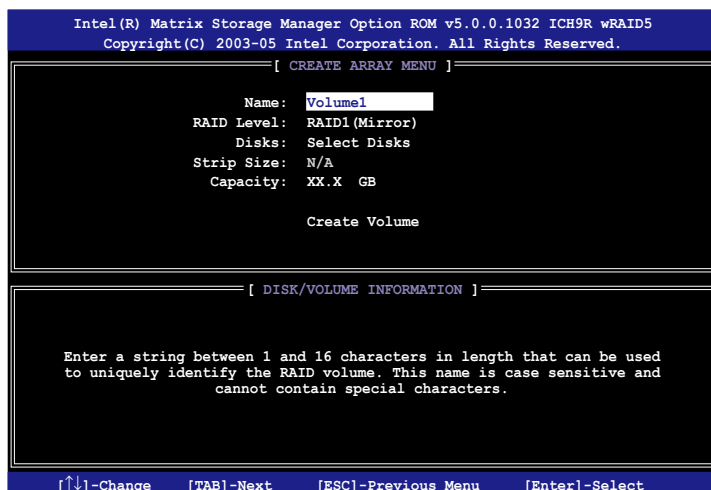 Intel(R) Matrix Storage Manager Option ROM v5.0.0.1032 ICH9R wRAID5
Copyright(C) 2003-05 Intel Corporation. All Rights Reserved.
[ CREATE ARRAY MENU ]
Name: Volume1
RAID Level: RAID1(Mirror)
Disks: Select Disks
Strip Size: N/A
Capacity: XX.X GB
Create Volume
[ DISK/VOLUME INFORMATION ]
Enter a string between 1 and 16 characters in length that can be used
to uniquely identify the RAID volume. This name is case sensitive and
cannot contain special characters.
[↑↓]-Change [TAB]-Next [ESC]-Previous Menu [Enter]-Select